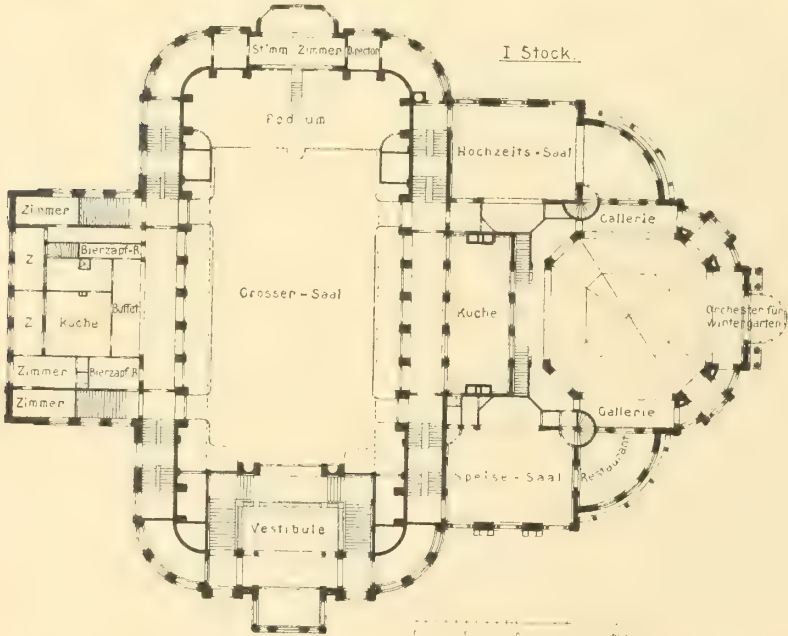 I Stock.
Stimm Zimmer
Director
Podium
Hochzeits-Saal
Zimmer
Gallerie
Bierzapf-R.
Z
Grosser-Saal
Buffet
Küche
Küche
Orchester für
Wintergarten
Z
Zimmer
Bierzapf-R.
Zimmer
Gallerie
Restaurant
Speise-Saal
Vestibule